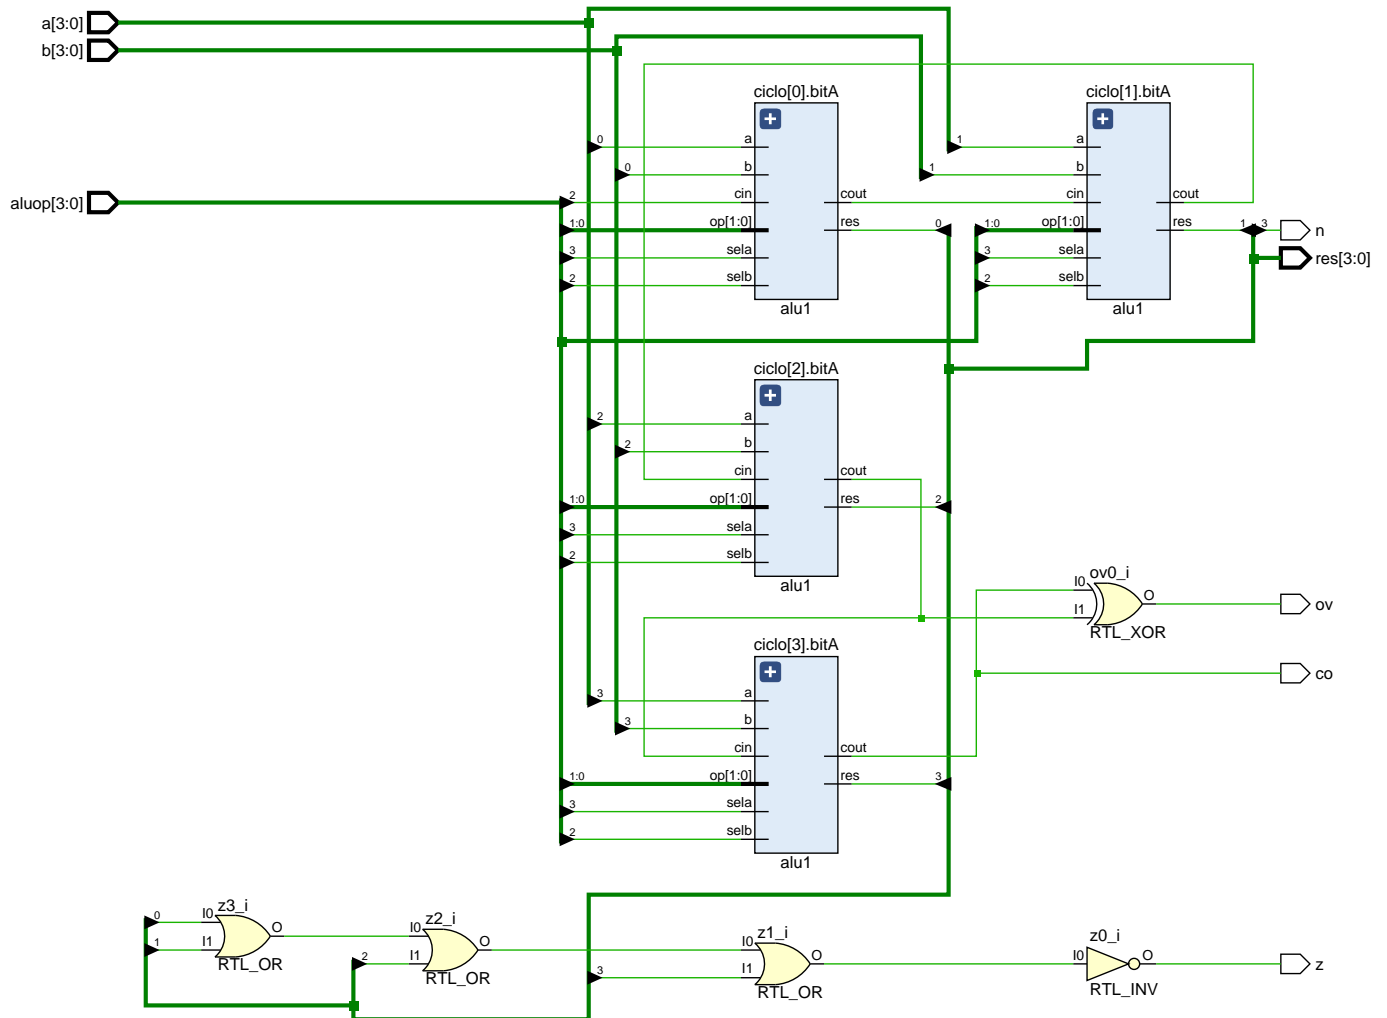 a[3:0]
b[3:0]
ciclo[0].bitA
ciclo[1].bitA
0
a
1
a
0
b
1
b
aluop[3:0]
2
cin
cout
cin
cout
1:0
op[1:0]
res
0
1:0
op[1:0]
res
1
3
n
3
sela
3
sela
res[3:0]
2
selb
2
selb
alu1
alu1
ciclo[2].bitA
2
a
2
b
cin
cout
1:0
op[1:0]
res
2
3
sela
2
selb
alu1
ov0_i
I0
O
ov
I1
RTL_XOR
ciclo[3].bitA
co
3
a
3
b
cin
cout
1:0
op[1:0]
res
3
3
sela
2
selb
alu1
z3_i
0
I0
O
1
I1
RTL_OR
z2_i
I0
O
2
I1
RTL_OR
z1_i
I0
O
3
I1
RTL_OR
z0_i
I0
O
z
RTL_INV